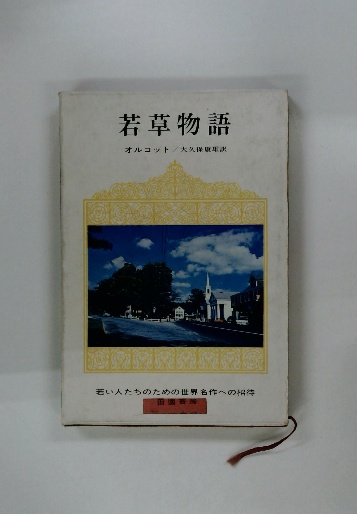 若草物語
オルコット／大久保康雄訳
若い人たちのための世界名作への招待